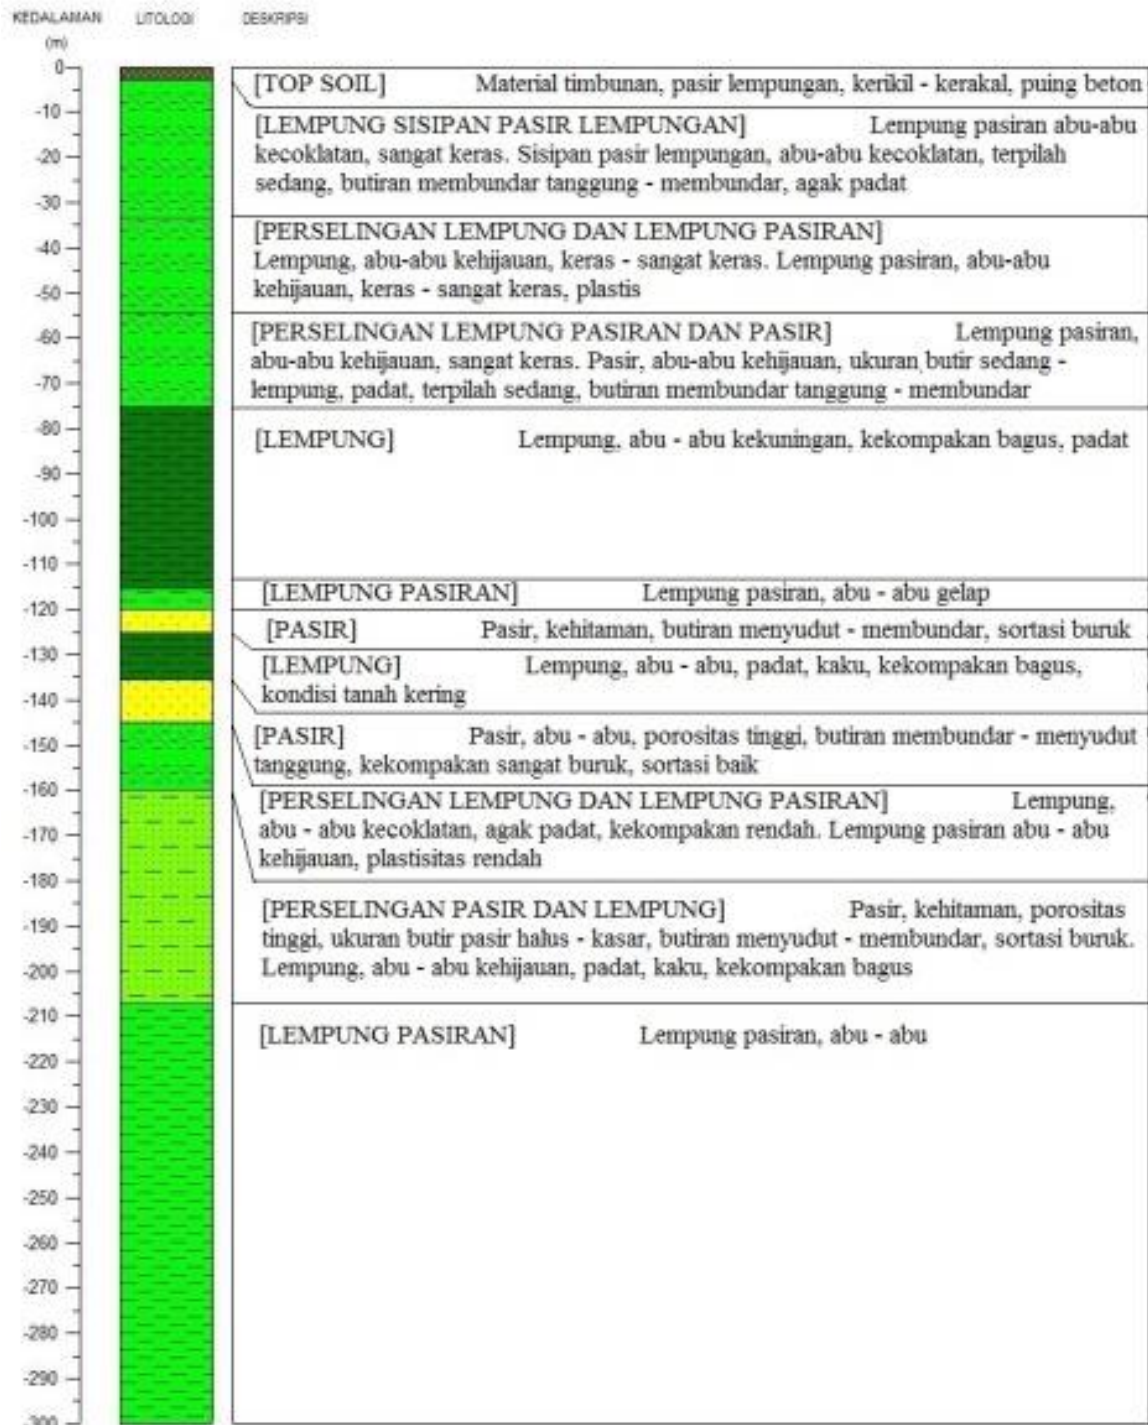 KEDALAMAN LITOLOGI DESKRIPSI
(m)
0
[TOP SOIL] Material timbunan, pasir lempungan, kerikil - kerakal, puing beton
-10
[LEMPUNG SISIPAN PASIR LEMPUNGAN] Lempung pasiran abu-abu
kecoklatan, sangat keras. Sisipan pasir lempungan, abu-abu kecoklatan, terpilah
-20
sedang, butiran membundar tanggung - membundar, agak padat
-30
[PERSELINGAN LEMPUNG DAN LEMPUNG PASIRAN]
-40
Lempung, abu-abu kehijauan, keras - sangat keras. Lempung pasiran, abu-abu
kehijauan, keras - sangat keras, plastis
-50
[PERSELINGAN LEMPUNG PASIRAN DAN PASIR] Lempung pasiran,
-60
abu-abu kehijauan, sangat keras. Pasir, abu-abu kehijauan, ukuran butir sedang -
-70
lempung, padat, terpilah sedang, butiran membundar tanggung - membundar
-80
[LEMPUNG] Lempung, abu - abu kekuningan, kekompakan bagus, padat
-90
-100
-110
[LEMPUNG PASIRAN] Lempung pasiran, abu - abu gelap
-120
[PASIR] Pasir, kehitaman, butiran menyudut - membundar, sortasi buruk
-130
[LEMPUNG] Lempung, abu - abu, padat, kaku, kekompakan bagus,
kondisi tanah kering
-140
[PASIR] Pasir, abu - abu, porositas tinggi, butiran membundar - menyudut
-150
tanggung, kekompakan sangat buruk, sortasi baik
-160
[PERSELINGAN LEMPUNG DAN LEMPUNG PASIRAN] Lempung,
-170
abu - abu kecoklatan, agak padat, kekompakan rendah. Lempung pasiran abu - abu
kehijauan, plastisitas rendah
-180
[PERSELINGAN PASIR DAN LEMPUNG] Pasir, kehitaman, porositas
-190
tinggi, ukuran butir pasir halus - kasar, butiran menyudut - membundar, sortasi buruk.
-200
Lempung, abu - abu kehijauan, padat, kaku, kekompakan bagus
-210
[LEMPUNG PASIRAN] Lempung pasiran, abu - abu
-220
-230
-240
-250
-260
-270
-280
-290
-300